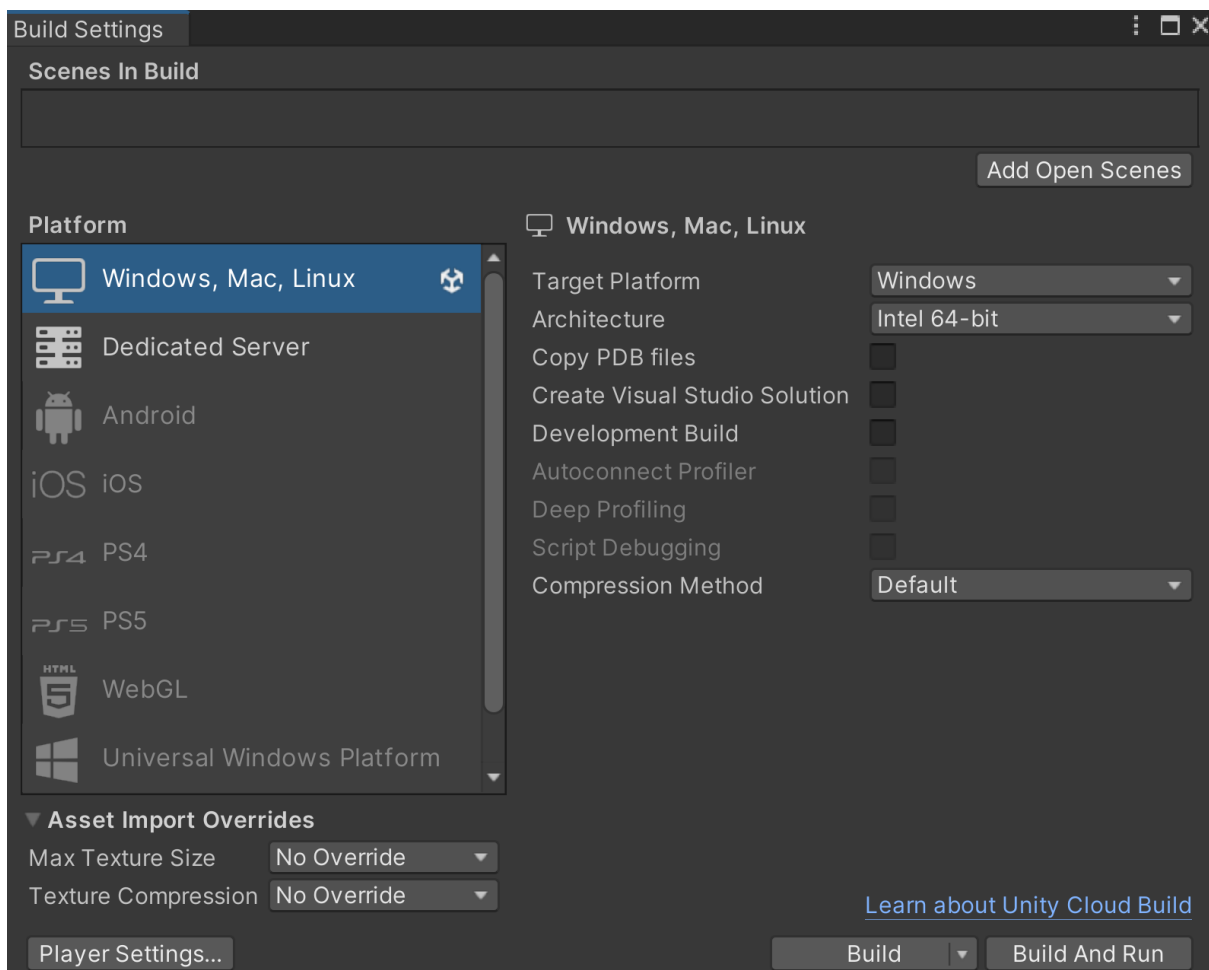 Build Settings
Scenes In Build
Add Open Scenes
Platform
Windows, Mac, Linux
Dedicated Server
Android
iOS iOS
PS4 PS4
PS5 PS5
HTML
5 WebGL
Universal Windows Platform
Windows, Mac, Linux
Target Platform Windows
Architecture Intel 64-bit
Copy PDB files
Create Visual Studio Solution
Development Build
Autoconnect Profiler
Deep Profiling
Script Debugging
Compression Method Default
Asset Import Overrides
Max Texture Size No Override
Texture Compression No Override
Learn about Unity Cloud Build
Player Settings... Build Build And Run